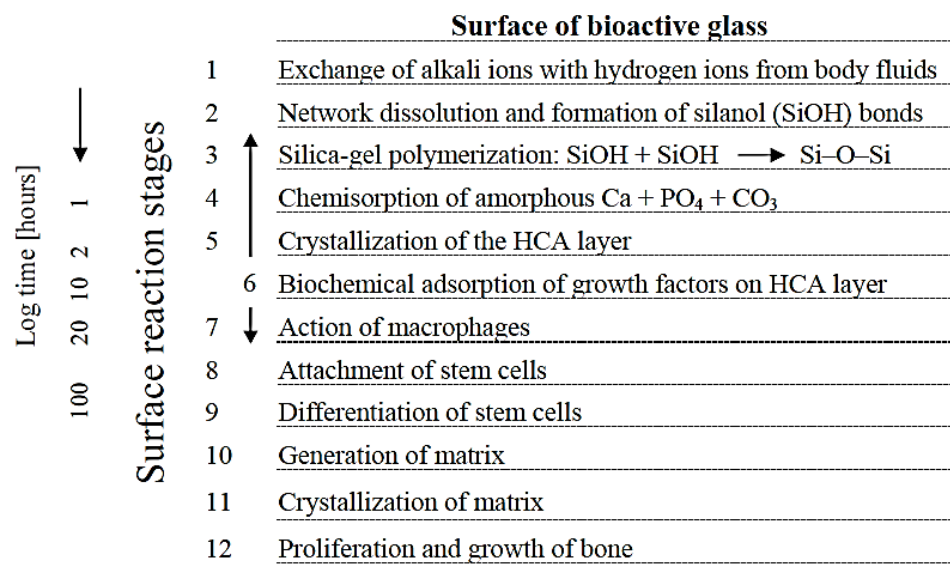 Surface of bioactive glass
1 Exchange of alkali ions with hydrogen ions from body fluids
2 Network dissolution and formation of silanol (SiOH) bonds
3 Silica-gel polymerization: SiOH + SiOH → Si–O–Si
4 Chemisorption of amorphous Ca + PO₄ + CO₃
5 Crystallization of the HCA layer
6 Biochemical adsorption of growth factors on HCA layer
7 Action of macrophages
8 Attachment of stem cells
9 Differentiation of stem cells
10 Generation of matrix
11 Crystallization of matrix
12 Proliferation and growth of bone
Log time [hours]
1 2 10 20 100
Surface reaction stages